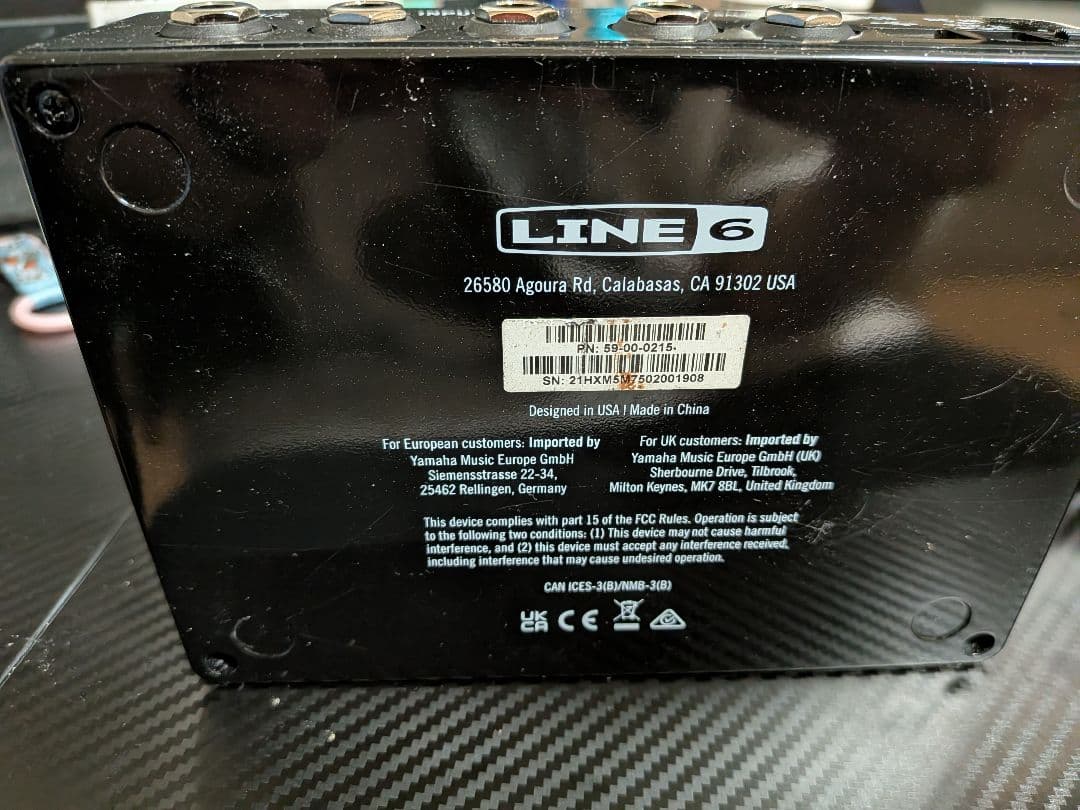 LINE 6
26580 Agoura Rd, Calabasas, CA 91302 USA
PN: 59-00-0215
SN: 21HXM5M7502001908
Designed in USA | Made in China
For European customers: Imported by
Yamaha Music Europe GmbH
Siemensstrasse 22-34,
25462 Rellingen, Germany
For UK customers: Imported by
Yamaha Music Europe GmbH (UK)
Sherbourne Drive, Tilbrook,
Milton Keynes, MK7 8BL, United Kingdom
This device complies with part 15 of the FCC Rules. Operation is subject
to the following two conditions: (1) This device may not cause harmful
interference, and (2) this device must accept any interference received,
including interference that may cause undesired operation.
CAN ICES-3(B)/NMB-3(B)
UK CA CE